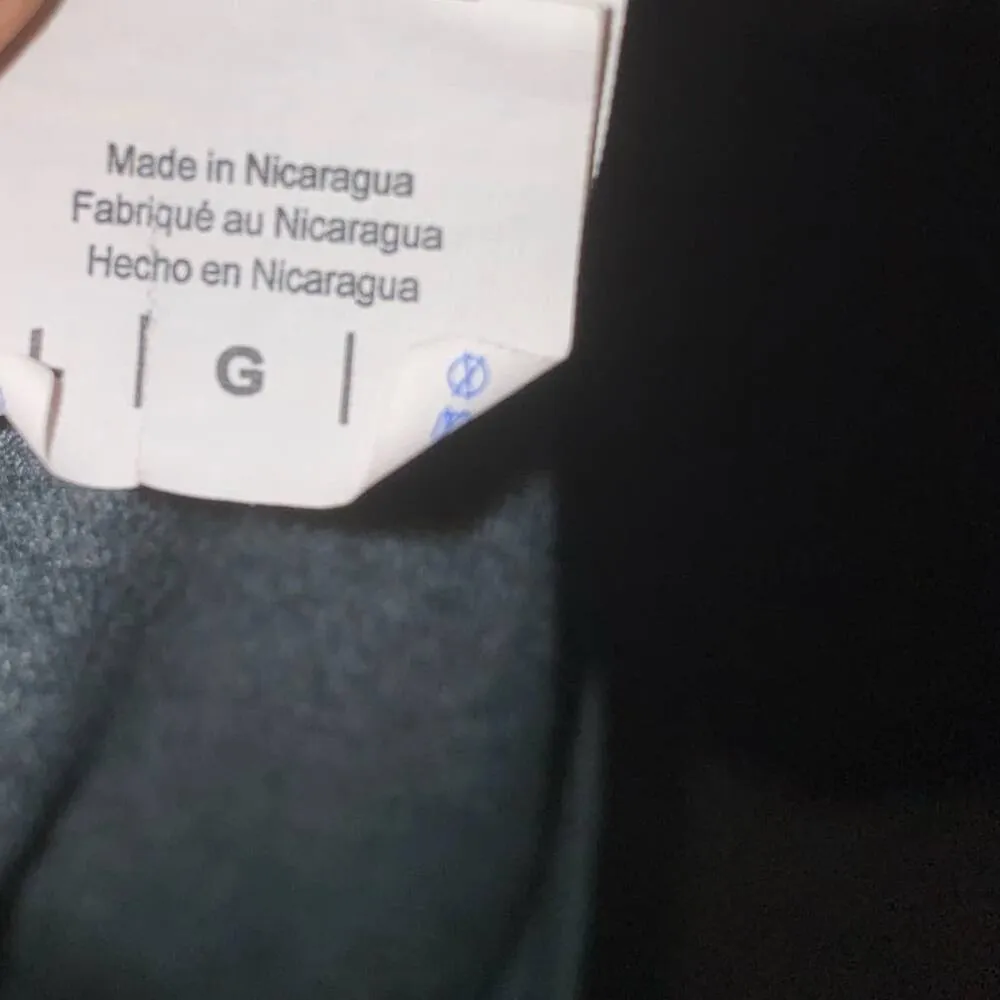 Made in Nicaragua
Fabriqué au Nicaragua
Hecho en Nicaragua
G